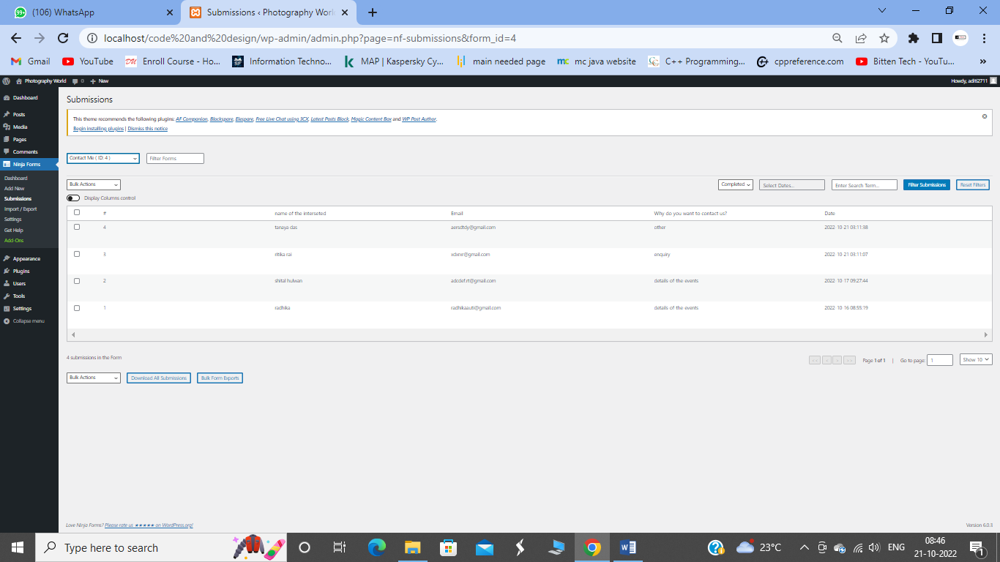 99+ (106) WhatsApp
Submissions ‹ Photography Worl
localhost/code%20and%20design/wp-admin/admin.php?page=nf-submissions&form_id=4
Gmail YouTube Enroll Course - Ho... Information Techno... MAP | Kaspersky Cy... main needed page mc java website C++ Programming... cppreference.com Bitten Tech - YouTu... »
Photography World 0 + New Howdy, aditi2711
Dashboard
Posts
Media
Pages
Comments
Ninja Forms
Dashboard
Add New
Submissions
Import / Export
Settings
Get Help
Add-Ons
Appearance
Plugins
Users
Tools
Settings
Collapse menu
Submissions
This theme recommends the following plugins: AF Companion, Blockspare, Elespare, Free Live Chat using 3CX, Latest Posts Block, Magic Content Box and WP Post Author.
Begin installing plugins | Dismiss this notice
Contact Me ( ID: 4 ) Filter Forms
Bulk Actions Completed Select Dates... Enter Search Term... Filter Submissions Reset Filters
Display Columns control
# name of the interseted Email Why do you want to contact us? Date
4 tanaya das aersdtdy@gmail.com other 2022-10-21 03:11:38
3 ritika rai @gmail.com enquiry 2022-10-21 03:11:07
2 shital hulwan adcdef.rt@gmail.com details of the events 2022-10-17 09:27:44
1 radhika radhikaauti@gmail.com details of the events 2022-10-16 08:55:19
4 submissions in the Form
<< < > >> Page 1 of 1 | Go to page: 1 Show 10
Bulk Actions Download All Submissions Bulk Form Exports
Love Ninja Forms? Please rate us ★★★★★ on WordPress.org! Version 6.0.3
Type here to search
23°C ENG 08:46
21-10-2022
1